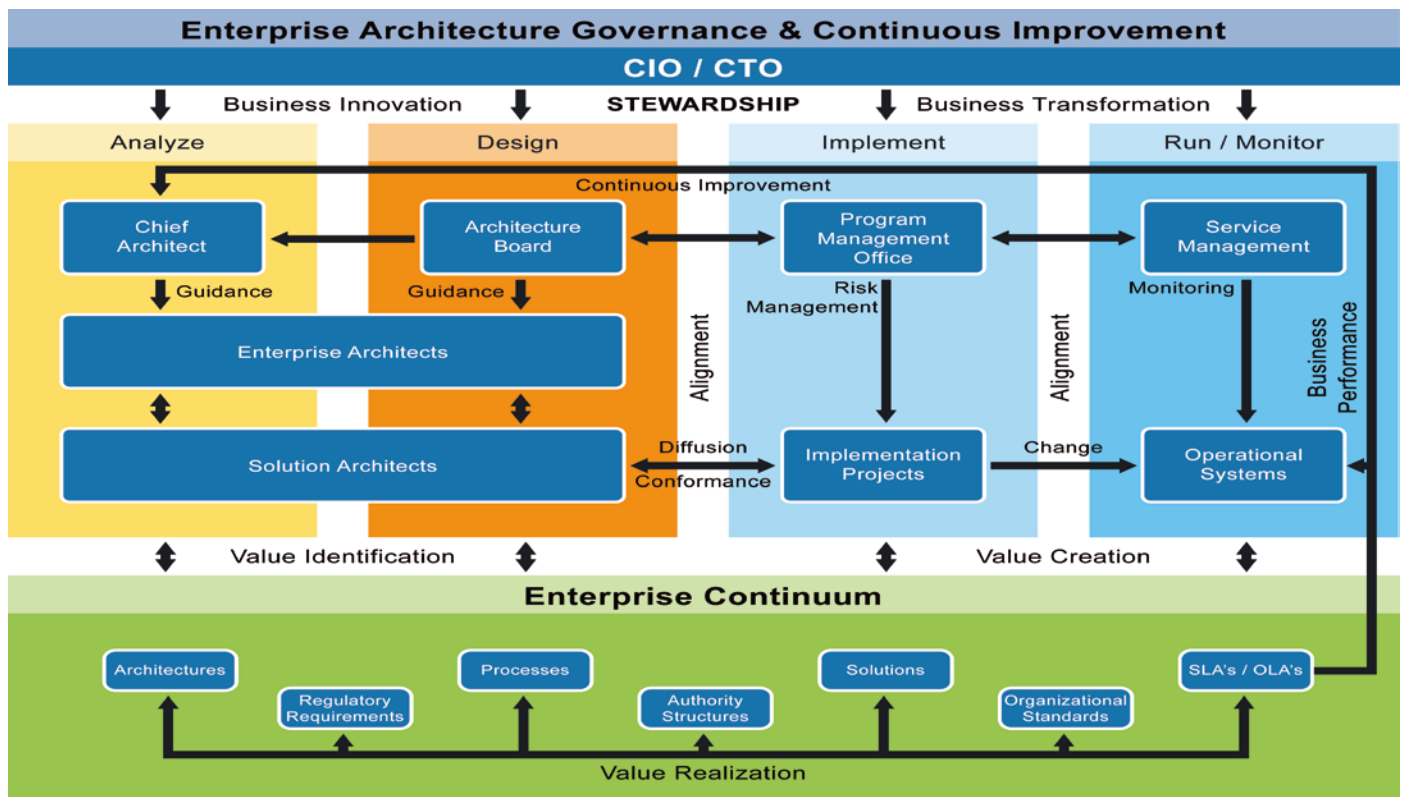 Enterprise Architecture Governance & Continuous Improvement
CIO / CTO
Business Innovation
STEWARDSHIP
Business Transformation
Analyze
Design
Implement
Run / Monitor
Continuous Improvement
Chief
Architect
Architecture
Board
Program
Management
Office
Service
Management
Guidance
Guidance
Risk
Management
Monitoring
Alignment
Alignment
Business
Performance
Enterprise Architects
Solution Architects
Diffusion
Conformance
Implementation
Projects
Change
Operational
Systems
Value Identification
Value Creation
Enterprise Continuum
Architectures
Regulatory
Requirements
Processes
Authority
Structures
Solutions
Organizational
Standards
SLA's / OLA's
Value Realization